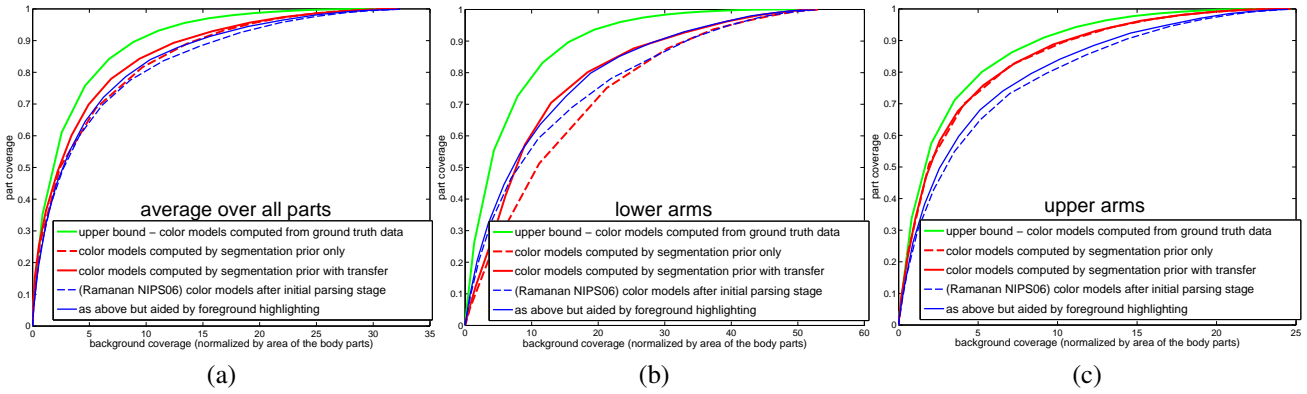 1
0.9
0.8
0.7
0.6
0.5
0.4
0.3
0.2
0.1
0
part coverage
average over all parts
upper bound − color models computed from ground truth data
color models computed by segmentation prior only
color models computed by segmentation prior with transfer
(Ramanan NIPS06) color models after initial parsing stage
as above but aided by foreground highlighting
0 5 10 15 20 25 30 35
background coverage (normalized by area of the body parts)
(a)
1
0.9
0.8
0.7
0.6
0.5
0.4
0.3
0.2
0.1
0
part coverage
lower arms
upper bound − color models computed from ground truth data
color models computed by segmentation prior only
color models computed by segmentation prior with transfer
(Ramanan NIPS06) color models after initial parsing stage
as above but aided by foreground highlighting
0 10 20 30 40 50 60
background coverage (normalized by area of the body parts)
(b)
1
0.9
0.8
0.7
0.6
0.5
0.4
0.3
0.2
0.1
0
part coverage
upper arms
upper bound − color models computed from ground truth data
color models computed by segmentation prior only
color models computed by segmentation prior with transfer
(Ramanan NIPS06) color models after initial parsing stage
as above but aided by foreground highlighting
0 5 10 15 20 25
background coverage (normalized by area of the body parts)
(c)